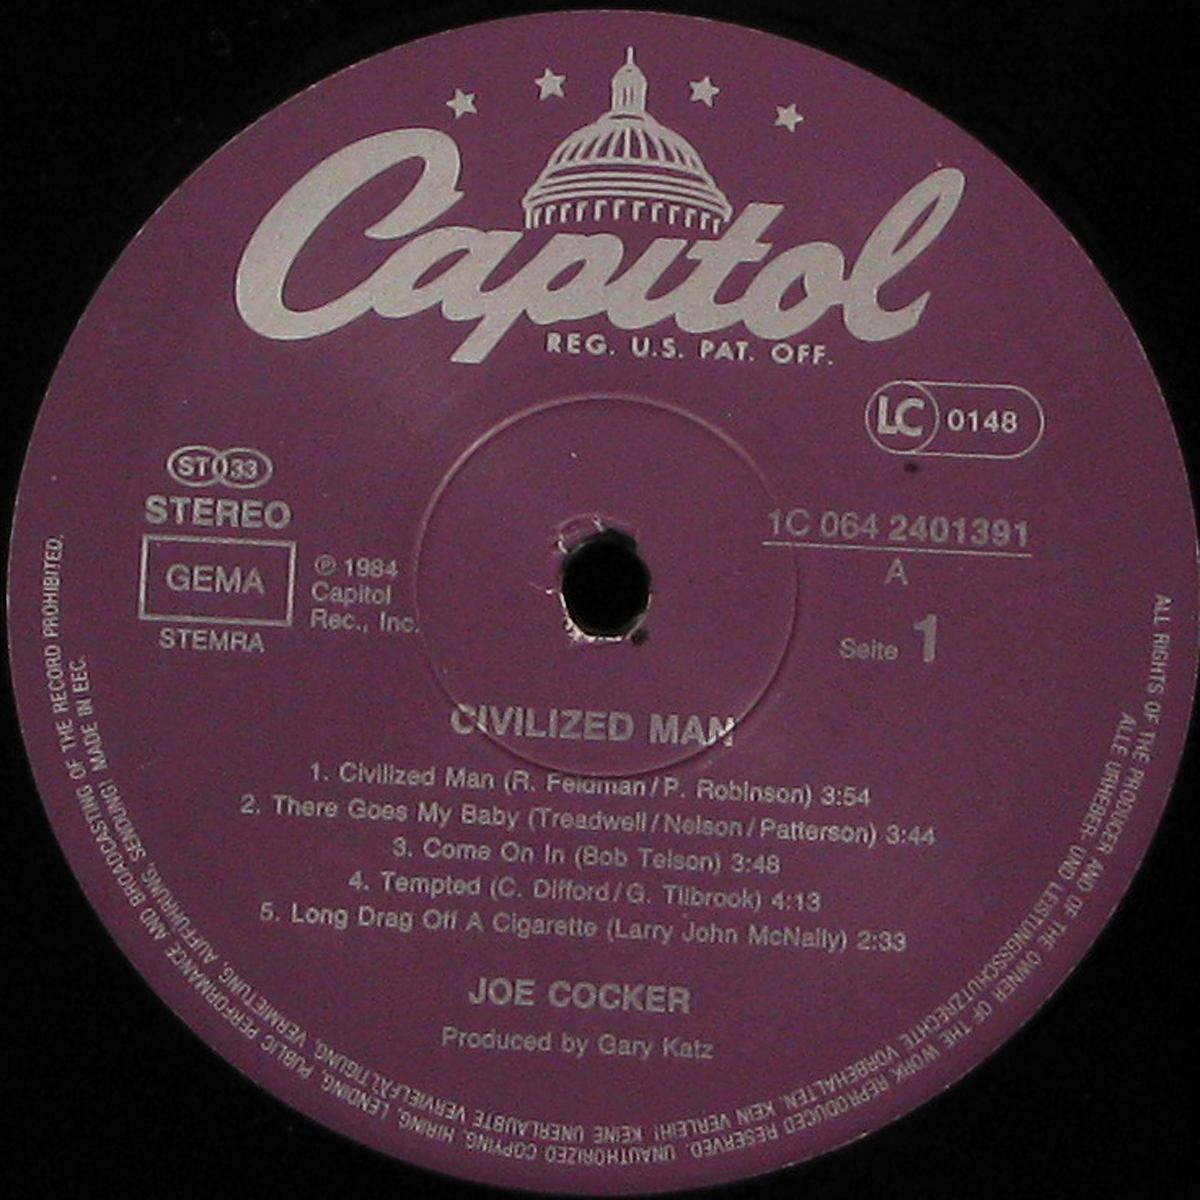 Capitol
REG. U.S. PAT. OFF.
LC 0148
ST 33
STEREO
GEMA
STEMRA
℗ 1984
Capitol
Rec., Inc.
1C 064 2401391
A
Seite 1
CIVILIZED MAN
1. Civilized Man (R. Feldman/P. Robinson) 3:54
2. There Goes My Baby (Treadwell/Nelson/Patterson) 3:44
3. Come On In (Bob Telson) 3:48
4. Tempted (C. Difford/G. Tilbrook) 4:13
5. Long Drag Off A Cigarette (Larry John McNally) 2:33
JOE COCKER
Produced by Gary Katz
ALL RIGHTS OF THE PRODUCER AND OF THE OWNER OF THE WORK REPRODUCED RESERVED. UNAUTHORIZED COPYING, HIRING, LENDING, PUBLIC PERFORMANCE AND BROADCASTING OF THE RECORD PROHIBITED.
ALLE URHEBER- UND LEISTUNGSSCHUTZRECHTE VORBEHALTEN. KEIN VERLEIH! KEINE UNERLAUBTE VERVIELFÄLTIGUNG, VERMIETUNG, AUFFÜHRUNG, SENDUNG! MADE IN EEC.